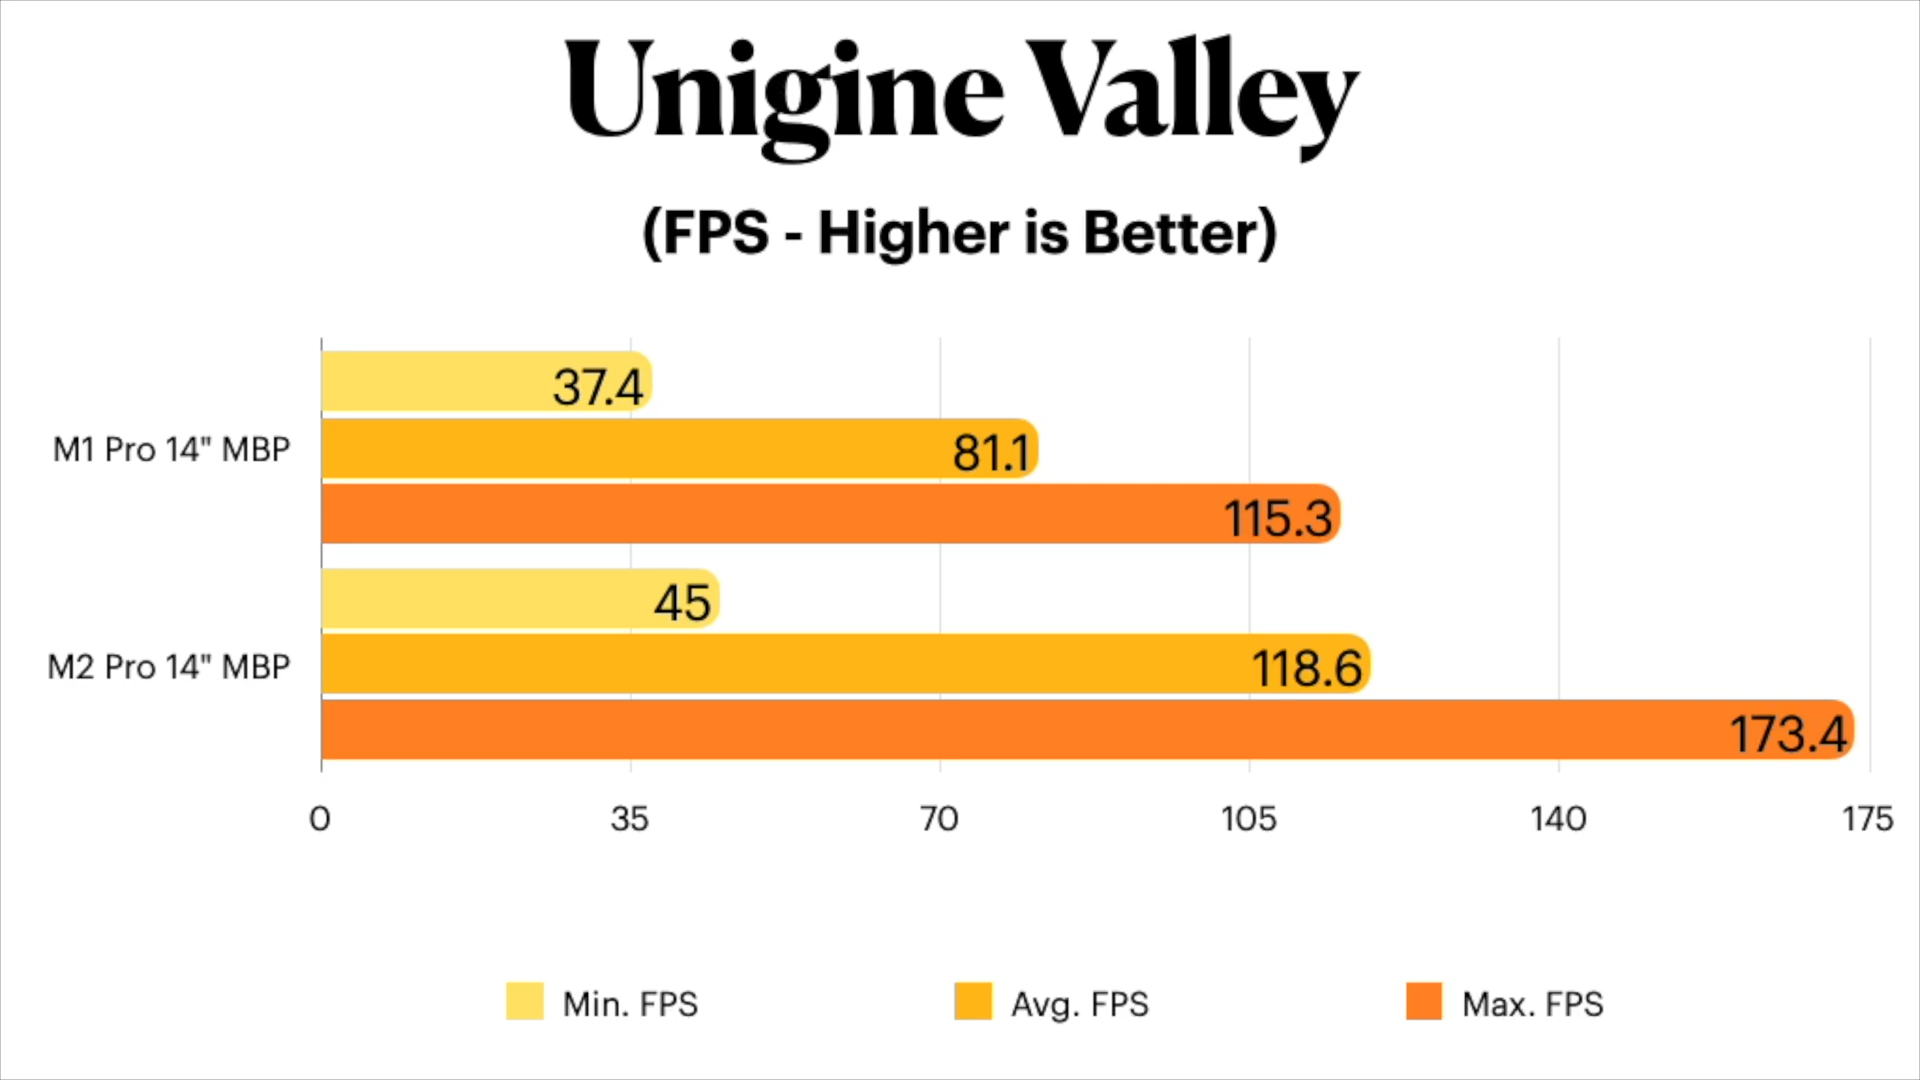 Unigine Valley
(FPS - Higher is Better)
37.4
M1 Pro 14" MBP
81.1
115.3
45
M2 Pro 14" MBP
118.6
173.4
0 35 70 105 140 175
Min. FPS Avg. FPS Max. FPS